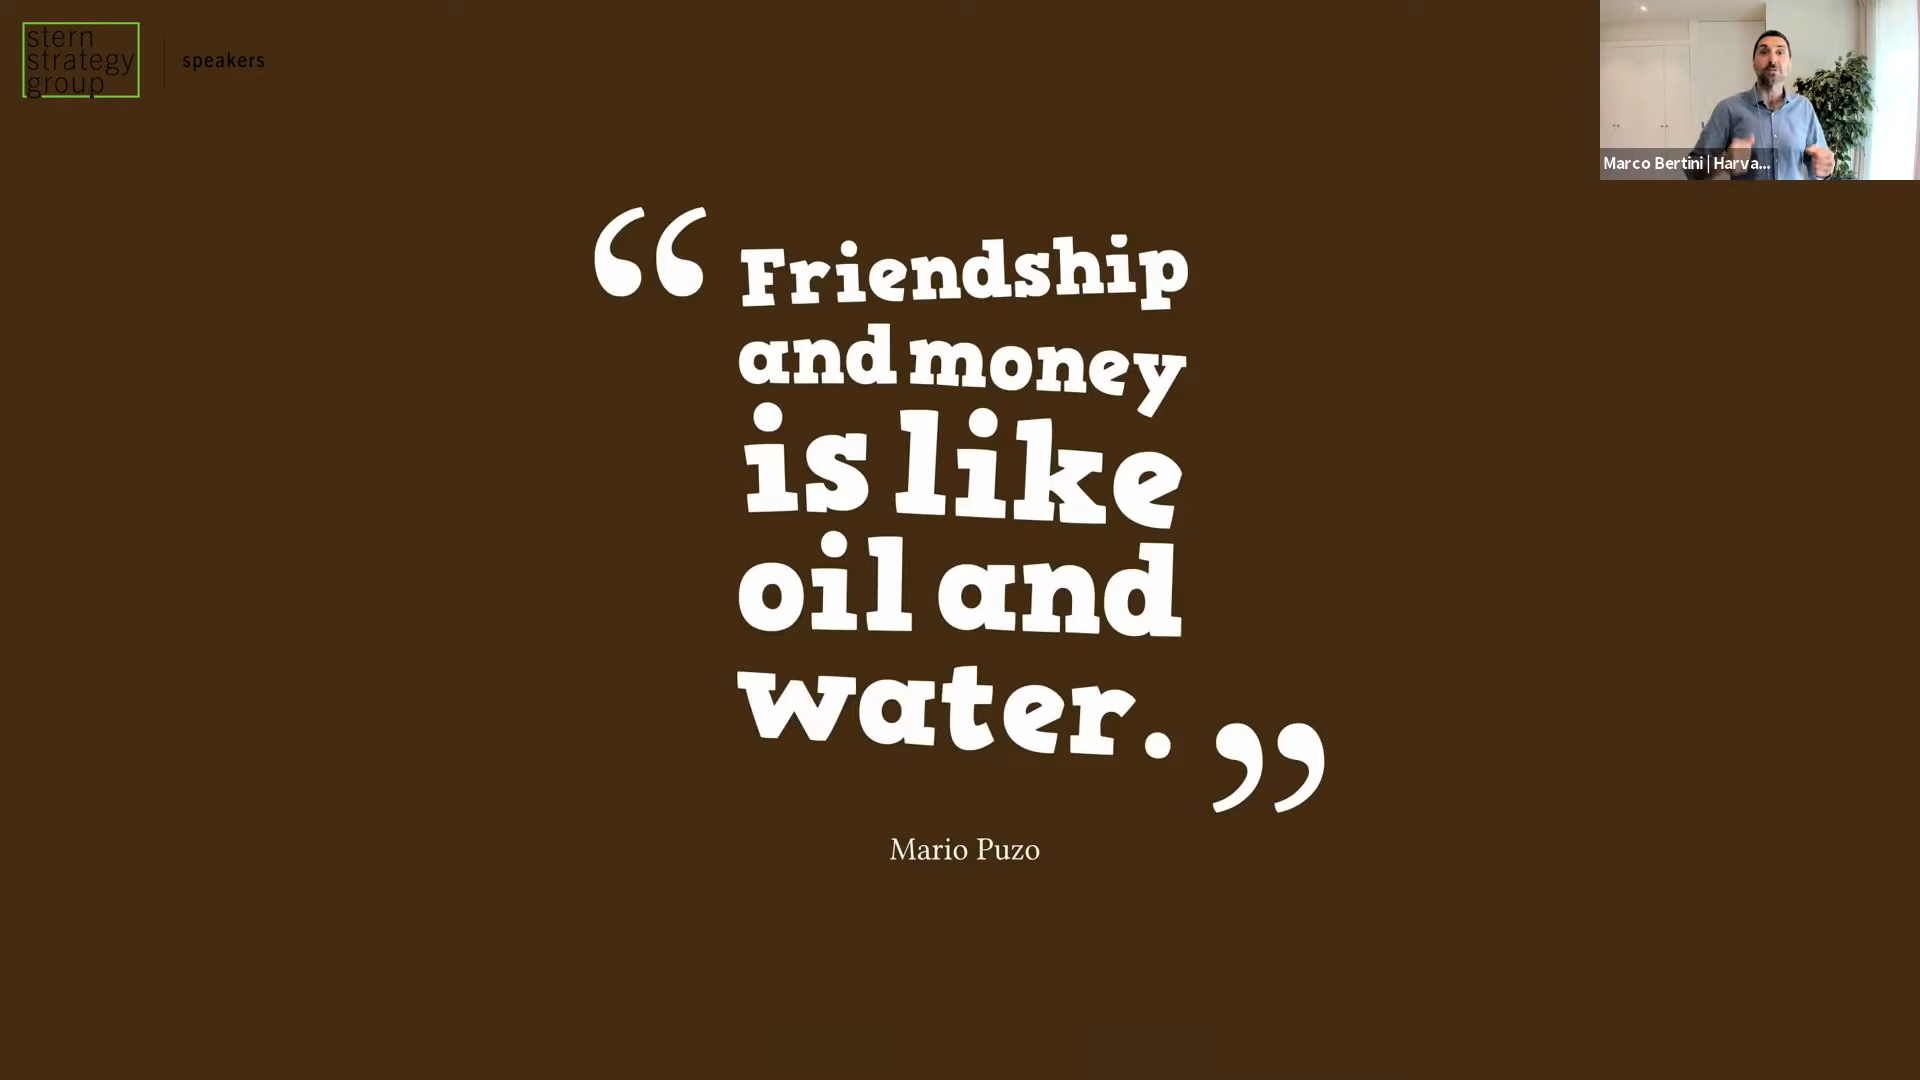 stern
strategy
group
speakers
Marco Bertini | Harva...
“Friendship
and money
is like
oil and
water.”
Mario Puzo